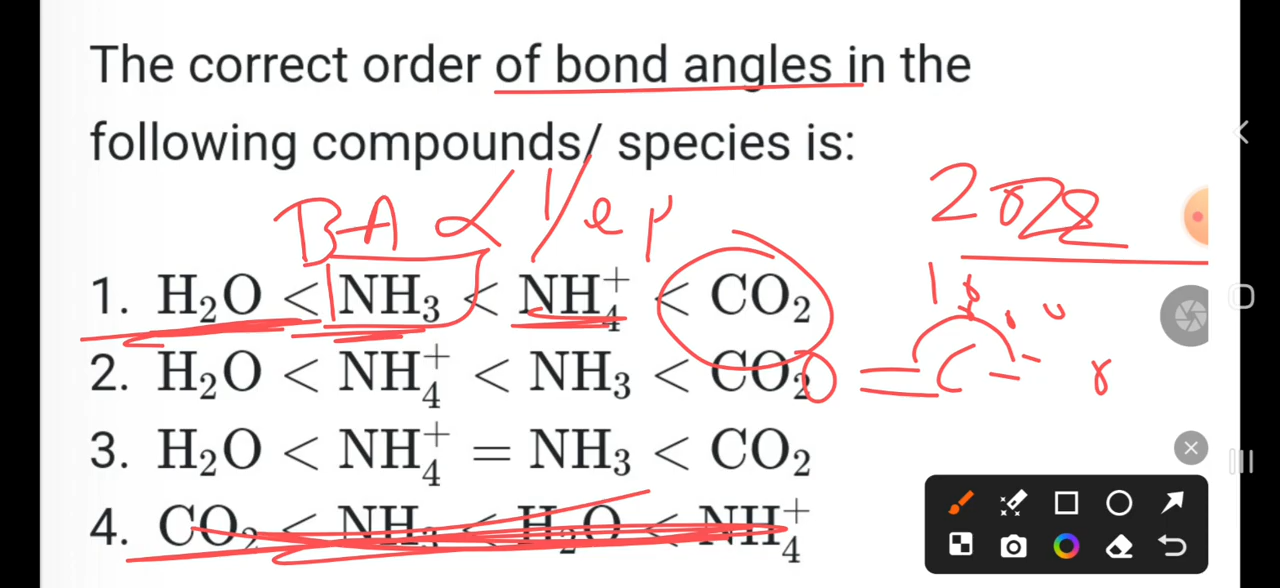 The correct order of bond angles in the
following compounds/ species is:
BA ∝ 1/ep
1. H₂O < NH₃ < NH₄⁺ < CO₂
2. H₂O < NH₄⁺ < NH₃ < CO₂
3. H₂O < NH₄⁺ = NH₃ < CO₂
4. CO₂ < NH₃ < H₂O < NH₄⁺
O = C =